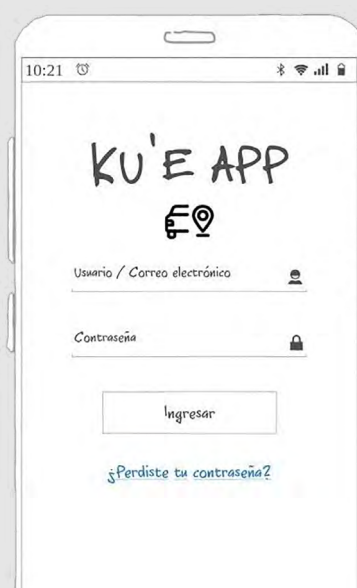 10:21
KU'E APP
Usuario / Correo electrónico
Contraseña
Ingresar
¿Perdiste tu contraseña?